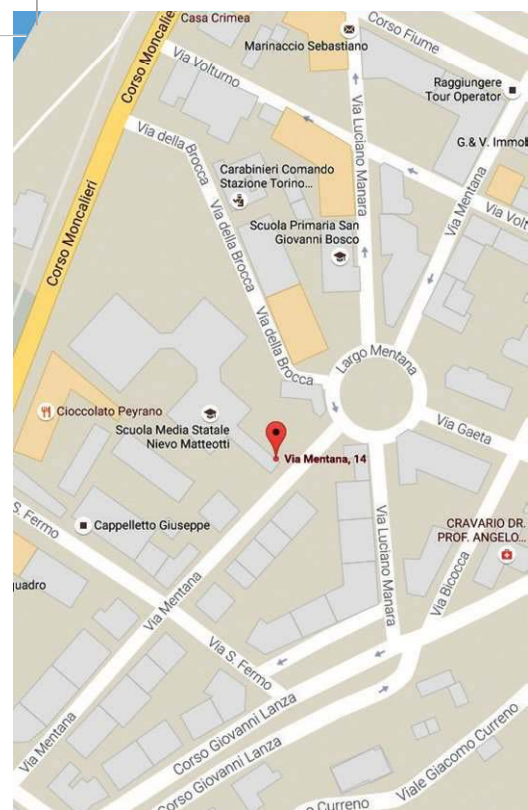 Casa Crimea
Corso Fiume
Marinaccio Sebastiano
Corso Moncalieri
Via Volturno
Raggiungere
Tour Operator
Via Luciano Manara
G.& V. Immobl
Via della Brocca
Carabinieri Comando
Stazione Torino...
Via Mentana
Via Volt
Via della Brocca
Scuola Primaria San
Giovanni Bosco
Corso Moncalieri
Via della Brocca
Largo Mentana
Cioccolato Peyrano
Scuola Media Statale
Nievo Matteotti
Via Gaeta
Via Mentana, 14
S. Fermo
Cappelletto Giuseppe
Via Luciano Manara
CRAVARIO DR.
PROF. ANGELO...
quadro
Via Bicocca
Via Mentana
Via S. Fermo
Via Mentana
Corso Giovanni Lanza
Corso Giovanni Lanza
Viale Giacomo Curreno
o Curreno